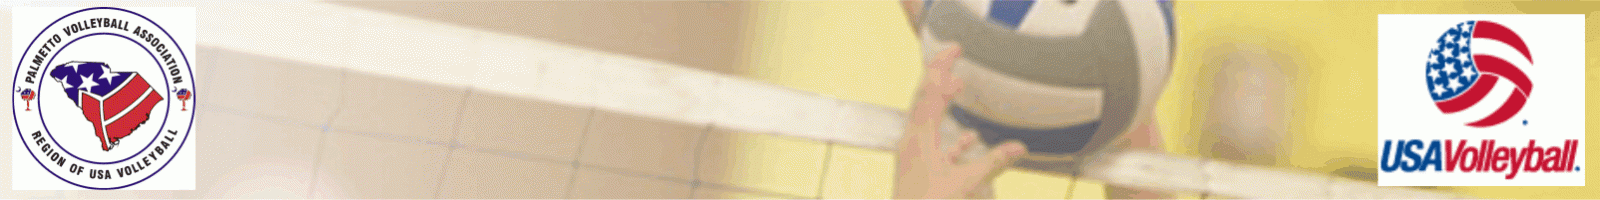 PALMETTO VOLLEYBALL ASSOCIATION
REGION OF USA VOLLEYBALL
USAVolleyball.